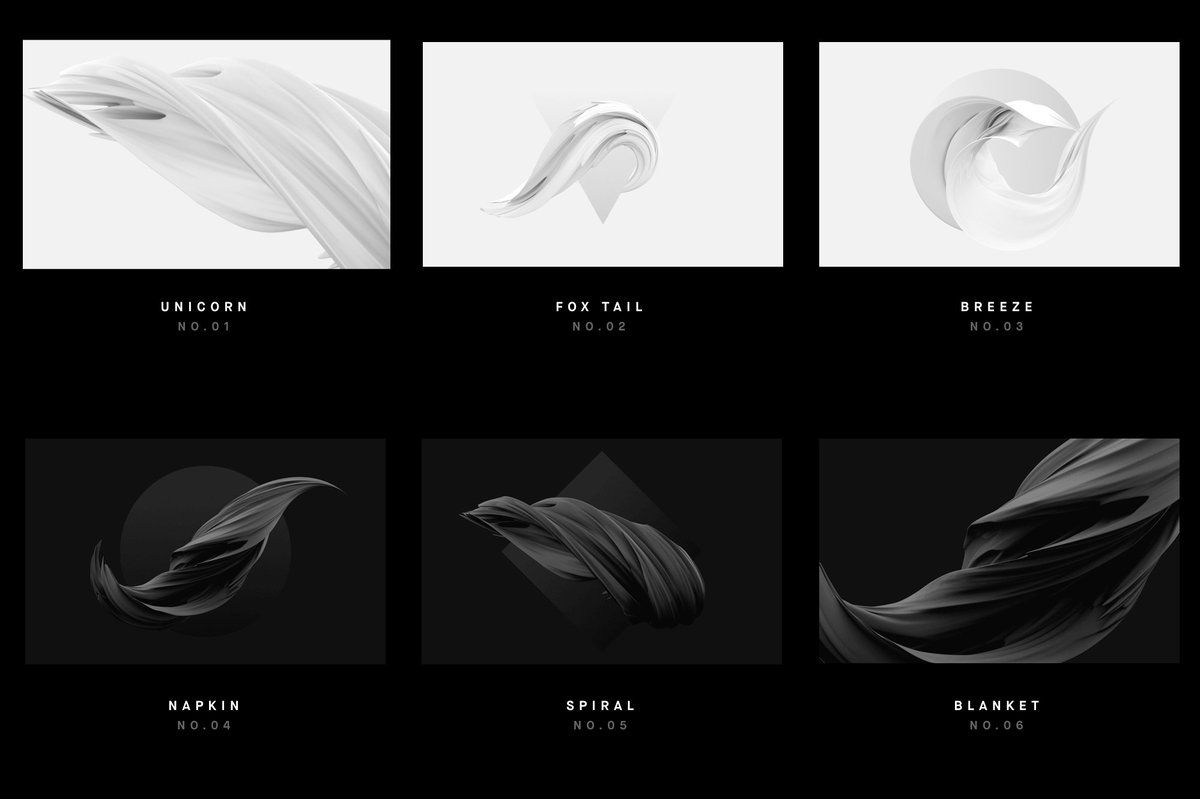 UNICORN
NO.01
FOX TAIL
NO.02
BREEZE
NO.03
NAPKIN
NO.04
SPIRAL
NO.05
BLANKET
NO.06